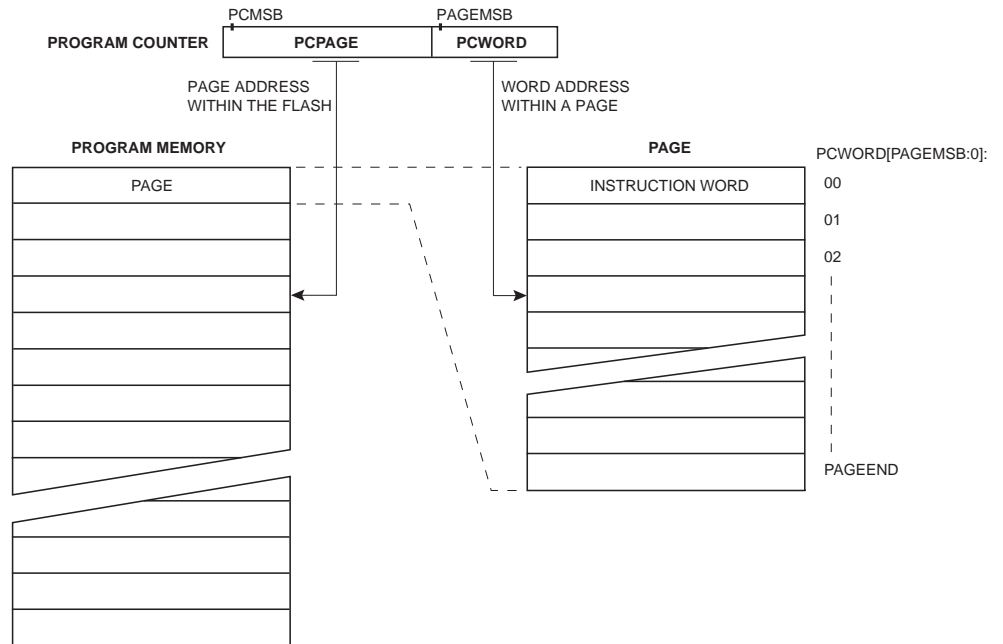 PCMSB
PAGEMSB
PROGRAM COUNTER
PCPAGE
PCWORD
PAGE ADDRESS
WITHIN THE FLASH
WORD ADDRESS
WITHIN A PAGE
PROGRAM MEMORY
PAGE
PCWORD[PAGEMSB:0]:
PAGE
INSTRUCTION WORD
00
01
02
PAGEEND